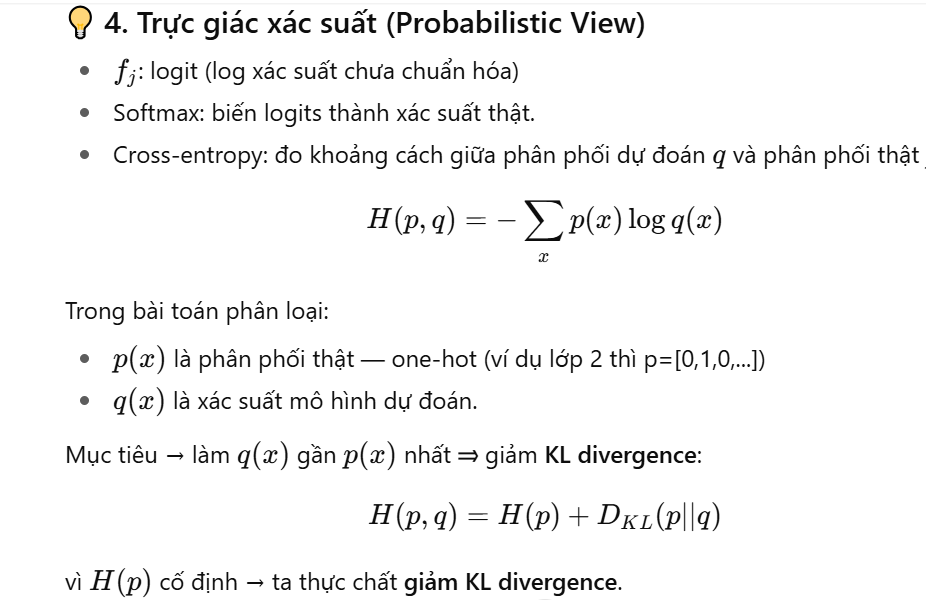 💡 4. Trực giác xác suất (Probabilistic View)
• f_j: logit (log xác suất chưa chuẩn hóa)
• Softmax: biến logits thành xác suất thật.
• Cross-entropy: đo khoảng cách giữa phân phối dự đoán q và phân phối thật
H(p, q) = − ∑_x p(x) log q(x)
Trong bài toán phân loại:
• p(x) là phân phối thật — one-hot (ví dụ lớp 2 thì p=[0,1,0,...])
• q(x) là xác suất mô hình dự đoán.
Mục tiêu → làm q(x) gần p(x) nhất ⇒ giảm KL divergence:
H(p, q) = H(p) + D_{KL}(p||q)
vì H(p) cố định → ta thực chất giảm KL divergence.